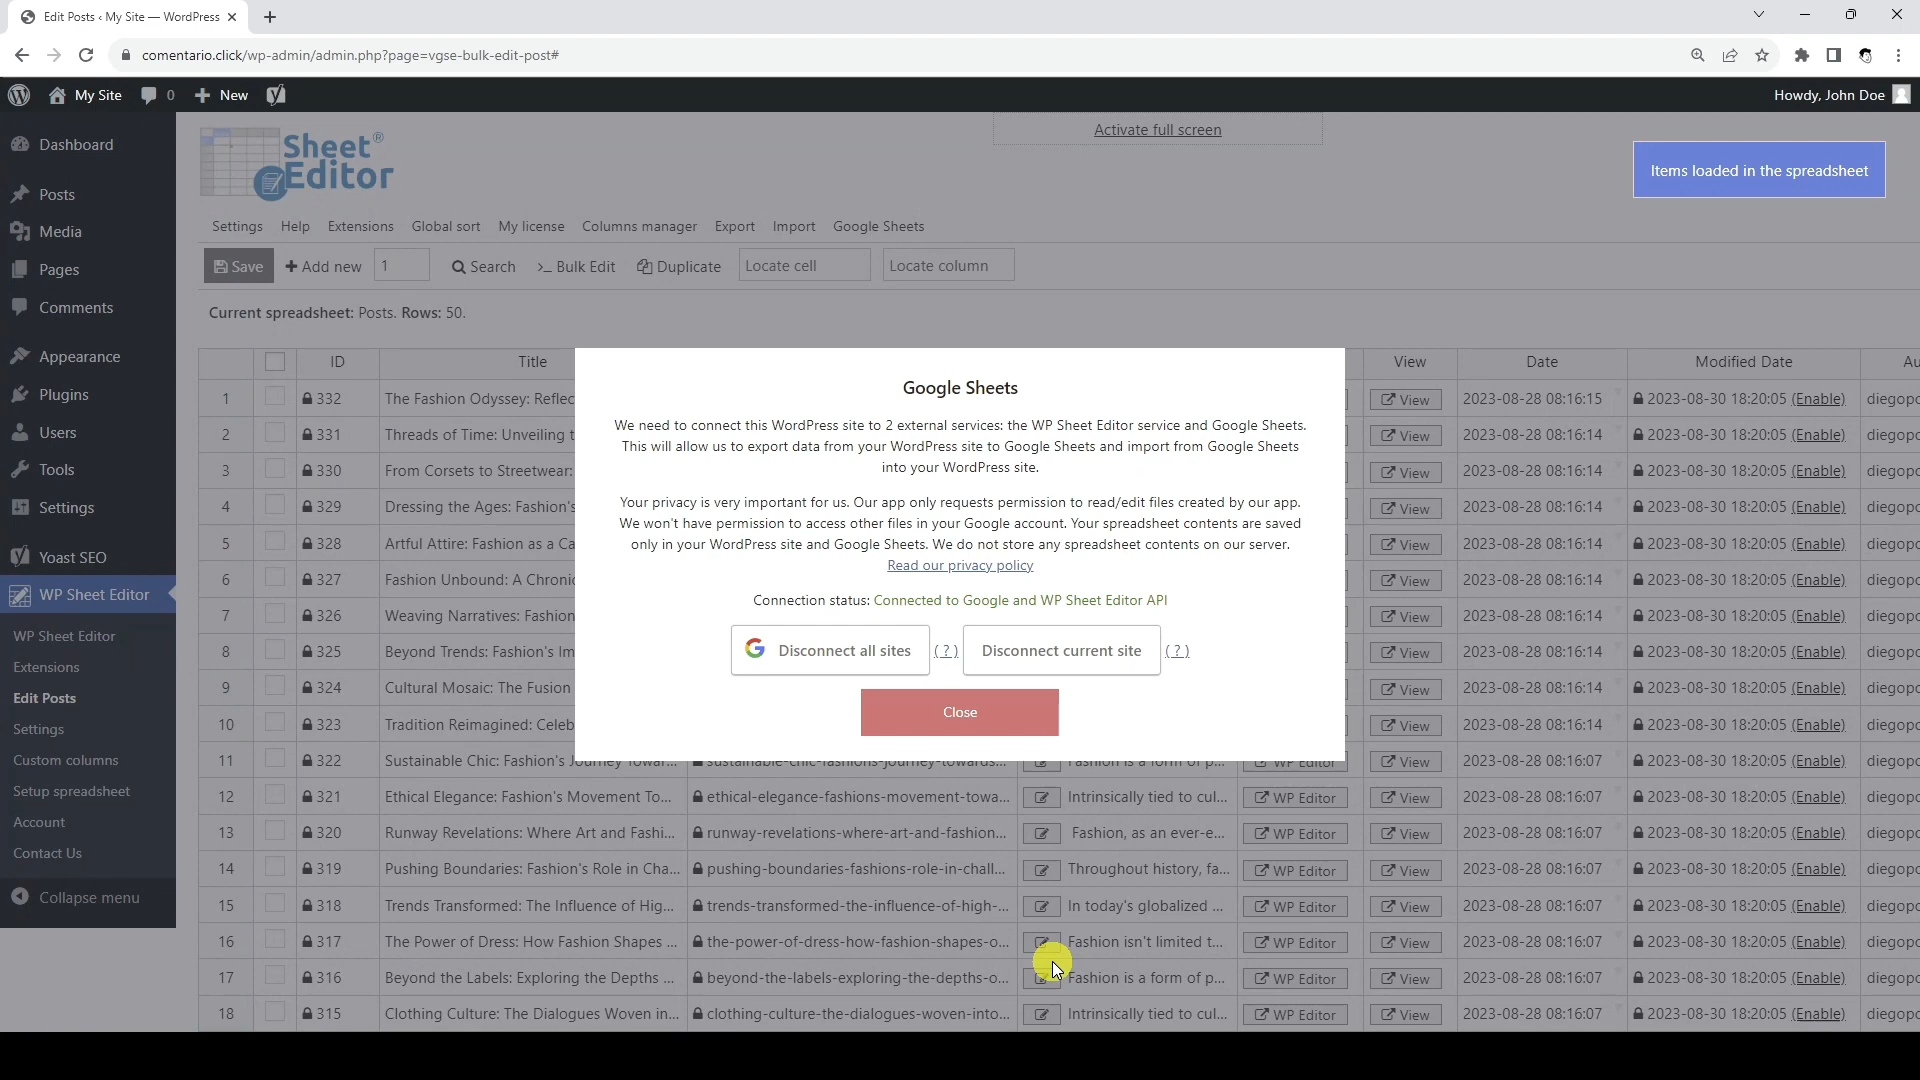 Edit Posts ‹ My Site — WordPress
comentario.click/wp-admin/admin.php?page=vgse-bulk-edit-post#
My Site 0 New Howdy, John Doe
Dashboard
Posts
Media
Pages
Comments
Appearance
Plugins
Users
Tools
Settings
Yoast SEO
WP Sheet Editor
WP Sheet Editor
Extensions
Edit Posts
Settings
Custom columns
Setup spreadsheet
Account
Contact Us
Collapse menu
Sheet®
Editor
Activate full screen
Items loaded in the spreadsheet
Settings Help Extensions Global sort My license Columns manager Export Import Google Sheets
Save Add new 1 Search Bulk Edit Duplicate Locate cell Locate column
Current spreadsheet: Posts. Rows: 50.
ID Title View Date Modified Date Au
1 332 The Fashion Odyssey: Reflec View 2023-08-28 08:16:15 2023-08-30 18:20:05 (Enable) diegopc
2 331 Threads of Time: Unveiling t View 2023-08-28 08:16:14 2023-08-30 18:20:05 (Enable) diegopc
3 330 From Corsets to Streetwear: View 2023-08-28 08:16:14 2023-08-30 18:20:05 (Enable) diegopc
4 329 Dressing the Ages: Fashion's View 2023-08-28 08:16:14 2023-08-30 18:20:05 (Enable) diegopc
5 328 Artful Attire: Fashion as a Ca View 2023-08-28 08:16:14 2023-08-30 18:20:05 (Enable) diegopc
6 327 Fashion Unbound: A Chronic View 2023-08-28 08:16:14 2023-08-30 18:20:05 (Enable) diegopc
7 326 Weaving Narratives: Fashion View 2023-08-28 08:16:14 2023-08-30 18:20:05 (Enable) diegopc
8 325 Beyond Trends: Fashion's Im View 2023-08-28 08:16:14 2023-08-30 18:20:05 (Enable) diegopc
9 324 Cultural Mosaic: The Fusion View 2023-08-28 08:16:14 2023-08-30 18:20:05 (Enable) diegopc
10 323 Tradition Reimagined: Celeb View 2023-08-28 08:16:14 2023-08-30 18:20:05 (Enable) diegopc
11 322 Sustainable Chic: Fashion's Journey Towar... sustainable-chic-fashions-journey-towards... Fashion is a form of p... WP Editor View 2023-08-28 08:16:07 2023-08-30 18:20:05 (Enable) diegopc
12 321 Ethical Elegance: Fashion's Movement To... ethical-elegance-fashions-movement-towa... Intrinsically tied to cul... WP Editor View 2023-08-28 08:16:07 2023-08-30 18:20:05 (Enable) diegopc
13 320 Runway Revelations: Where Art and Fashi... runway-revelations-where-art-and-fashion... Fashion, as an ever-e... WP Editor View 2023-08-28 08:16:07 2023-08-30 18:20:05 (Enable) diegopc
14 319 Pushing Boundaries: Fashion's Role in Cha... pushing-boundaries-fashions-role-in-chall... Throughout history, fa... WP Editor View 2023-08-28 08:16:07 2023-08-30 18:20:05 (Enable) diegopc
15 318 Trends Transformed: The Influence of Hig... trends-transformed-the-influence-of-high-... In today's globalized ... WP Editor View 2023-08-28 08:16:07 2023-08-30 18:20:05 (Enable) diegopc
16 317 The Power of Dress: How Fashion Shapes ... the-power-of-dress-how-fashion-shapes-o... Fashion isn't limited t... WP Editor View 2023-08-28 08:16:07 2023-08-30 18:20:05 (Enable) diegopc
17 316 Beyond the Labels: Exploring the Depths ... beyond-the-labels-exploring-the-depths-o... Fashion is a form of p... WP Editor View 2023-08-28 08:16:07 2023-08-30 18:20:05 (Enable) diegopc
18 315 Clothing Culture: The Dialogues Woven in... clothing-culture-the-dialogues-woven-into... Intrinsically tied to cul... WP Editor View 2023-08-28 08:16:07 2023-08-30 18:20:05 (Enable) diegopc
Google Sheets
We need to connect this WordPress site to 2 external services: the WP Sheet Editor service and Google Sheets.
This will allow us to export data from your WordPress site to Google Sheets and import from Google Sheets
into your WordPress site.
Your privacy is very important for us. Our app only requests permission to read/edit files created by our app.
We won't have permission to access other files in your Google account. Your spreadsheet contents are saved
only in your WordPress site and Google Sheets. We do not store any spreadsheet contents on our server.
Read our privacy policy
Connection status: Connected to Google and WP Sheet Editor API
Disconnect all sites ( ? ) Disconnect current site ( ? )
Close